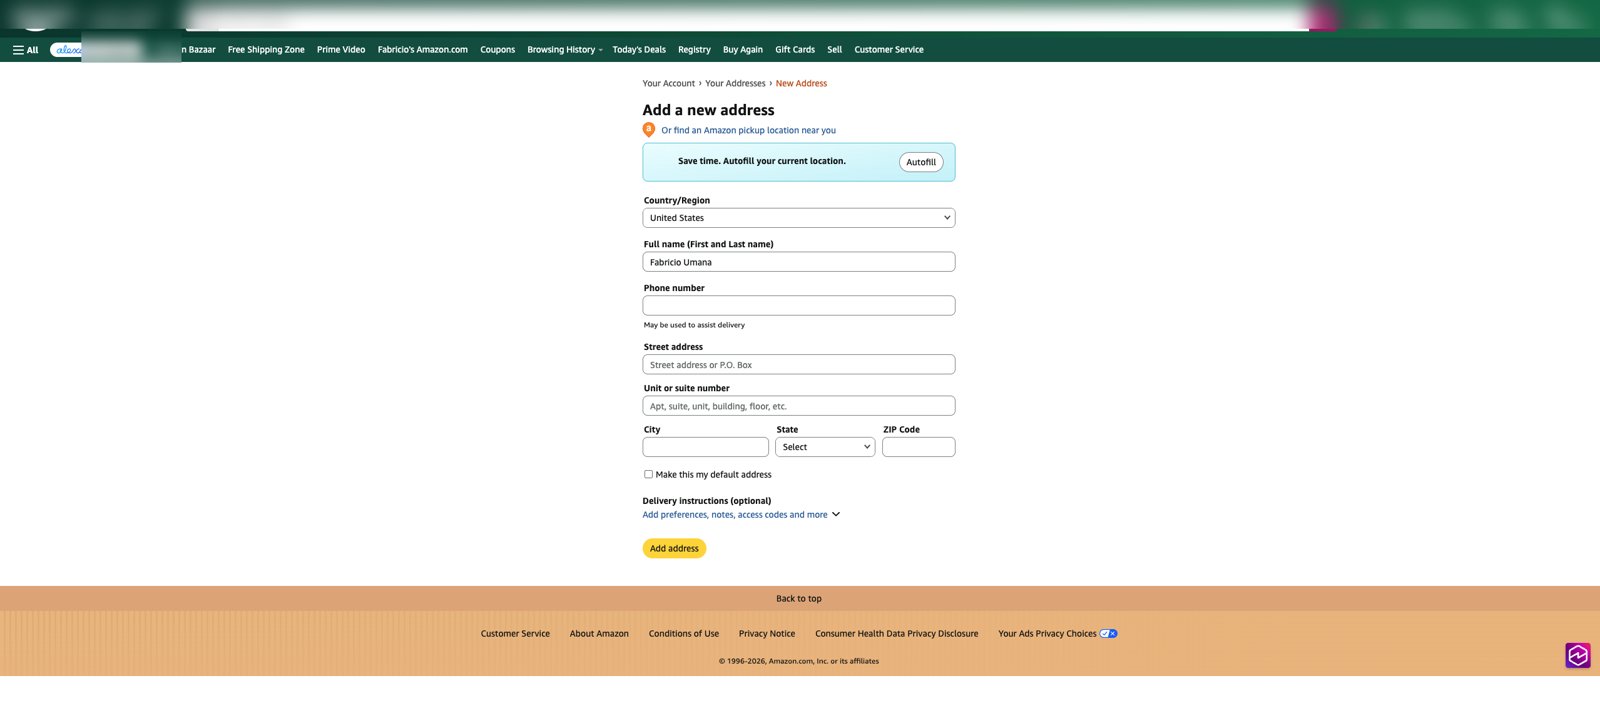 All alexa n Bazaar Free Shipping Zone Prime Video Fabricio's Amazon.com Coupons Browsing History Today's Deals Registry Buy Again Gift Cards Sell Customer Service
Your Account › Your Addresses › New Address
Add a new address
Or find an Amazon pickup location near you
Save time. Autofill your current location. Autofill
Country/Region
United States
Full name (First and Last name)
Fabricio Umana
Phone number
May be used to assist delivery
Street address
Street address or P.O. Box
Unit or suite number
Apt, suite, unit, building, floor, etc.
City State ZIP Code
Select
Make this my default address
Delivery instructions (optional)
Add preferences, notes, access codes and more
Add address
Back to top
Customer Service About Amazon Conditions of Use Privacy Notice Consumer Health Data Privacy Disclosure Your Ads Privacy Choices
© 1996-2026, Amazon.com, Inc. or its affiliates